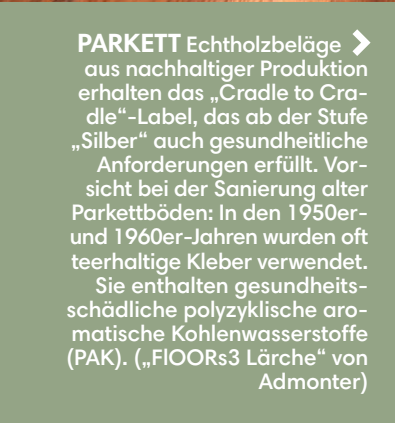 PARKETT Echtholzbeläge
aus nachhaltiger Produktion
erhalten das „Cradle to Cra-
dle“-Label, das ab der Stufe
„Silber“ auch gesundheitliche
Anforderungen erfüllt. Vor-
sicht bei der Sanierung alter
Parkettböden: In den 1950er-
und 1960er-Jahren wurden oft
teerhaltige Kleber verwendet.
Sie enthalten gesundheits-
schädliche polyzyklische aro-
matische Kohlenwasserstoffe
(PAK). („FlOORs3 Lärche“ von
Admonter)